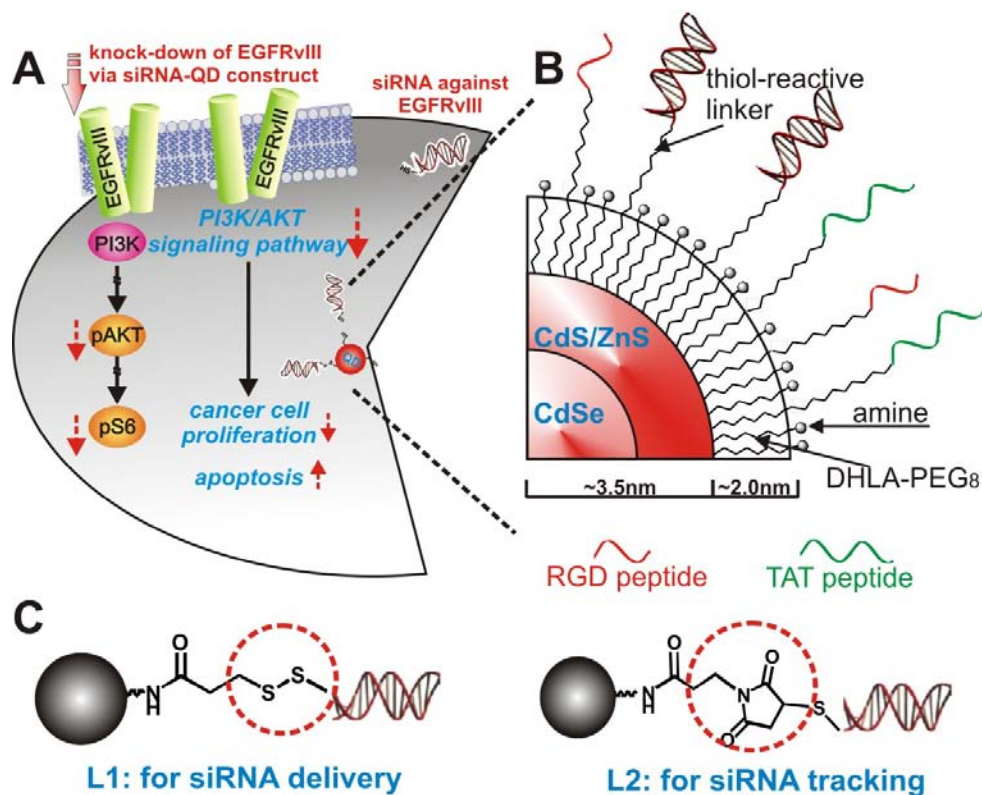 A
knock-down of EGFRvIII
via siRNA-QD construct
siRNA against
EGFRvIII
EGFRvIII
EGFRvIII
PI3K
PI3K/AKT
signaling pathway
pAKT
pS6
cancer cell
proliferation
apoptosis
HS
QD
B
thiol-reactive
linker
CdS/ZnS
CdSe
amine
DHLA-PEG8
~3.5nm
~2.0nm
RGD peptide
TAT peptide
C
O
N
H
S
S
L1: for siRNA delivery
O
N
H
O
N
O
S
L2: for siRNA tracking